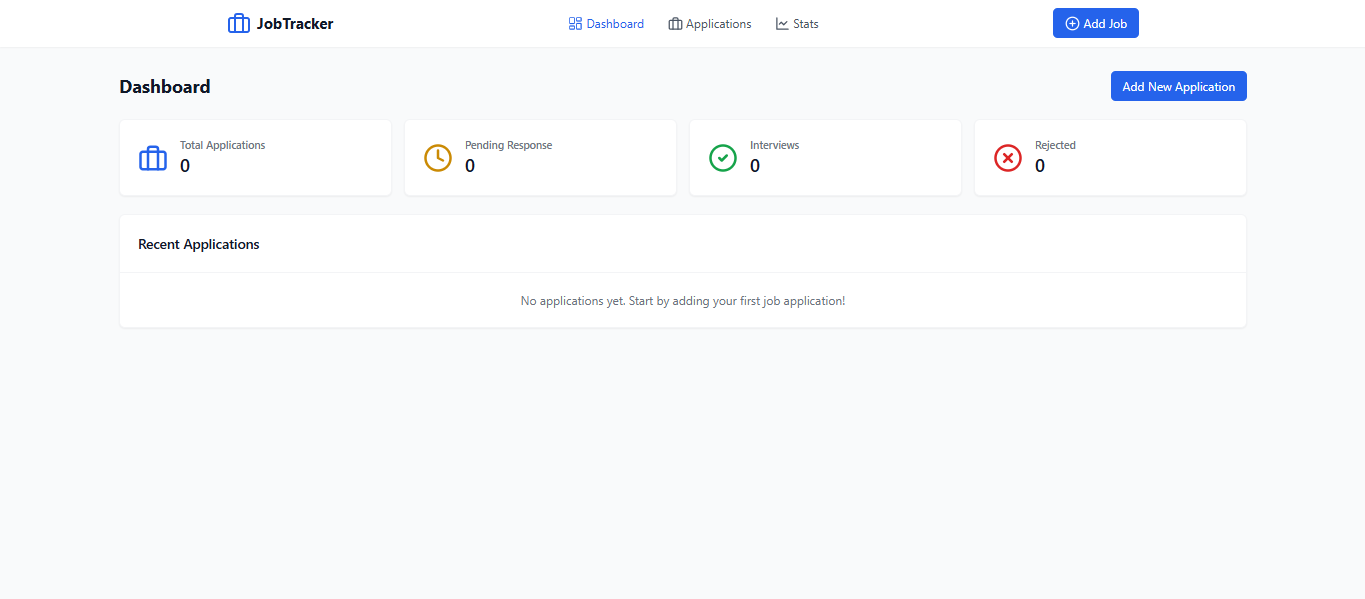 JobTracker
Dashboard
Applications
Stats
Add Job
Dashboard
Add New Application
Total Applications
0
Pending Response
0
Interviews
0
Rejected
0
Recent Applications
No applications yet. Start by adding your first job application!